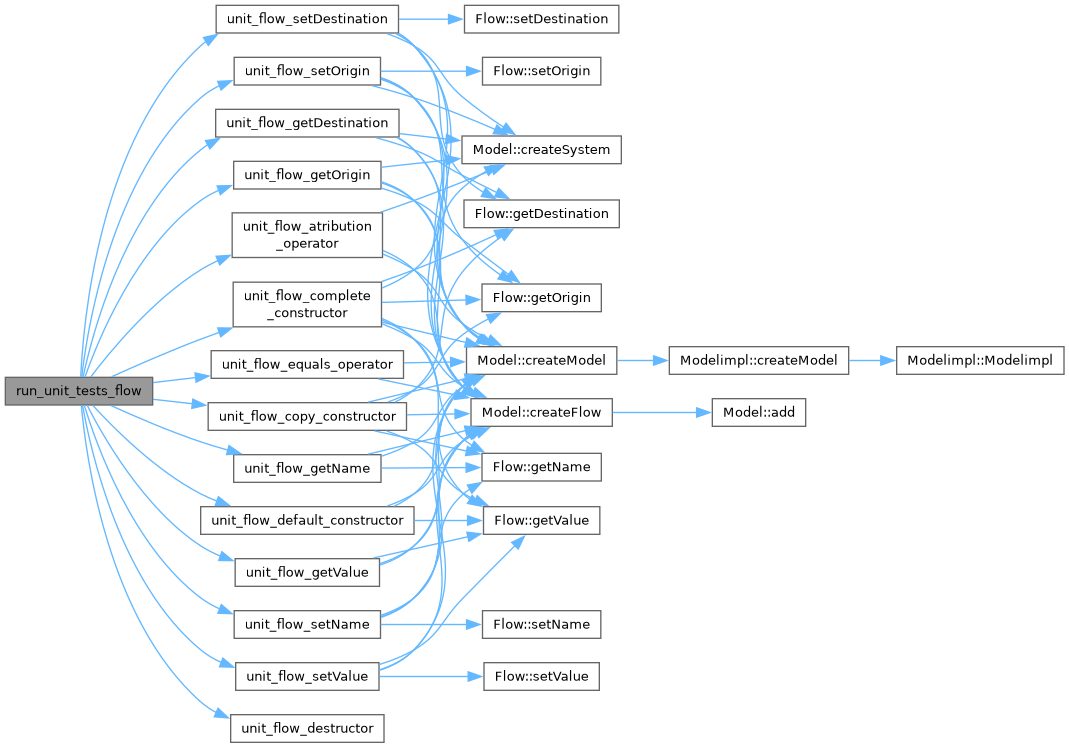 run_unit_tests_flow
unit_flow_setDestination
unit_flow_setOrigin
unit_flow_getDestination
unit_flow_getOrigin
unit_flow_atribution
_operator
unit_flow_complete
_constructor
unit_flow_equals_operator
unit_flow_copy_constructor
unit_flow_getName
unit_flow_default_constructor
unit_flow_getValue
unit_flow_setName
unit_flow_setValue
unit_flow_destructor
Flow::setDestination
Flow::setOrigin
Model::createSystem
Flow::getDestination
Flow::getOrigin
Model::createModel
Model::createFlow
Flow::getName
Flow::getValue
Flow::setName
Flow::setValue
Modelimpl::createModel
Model::add
Modelimpl::Modelimpl